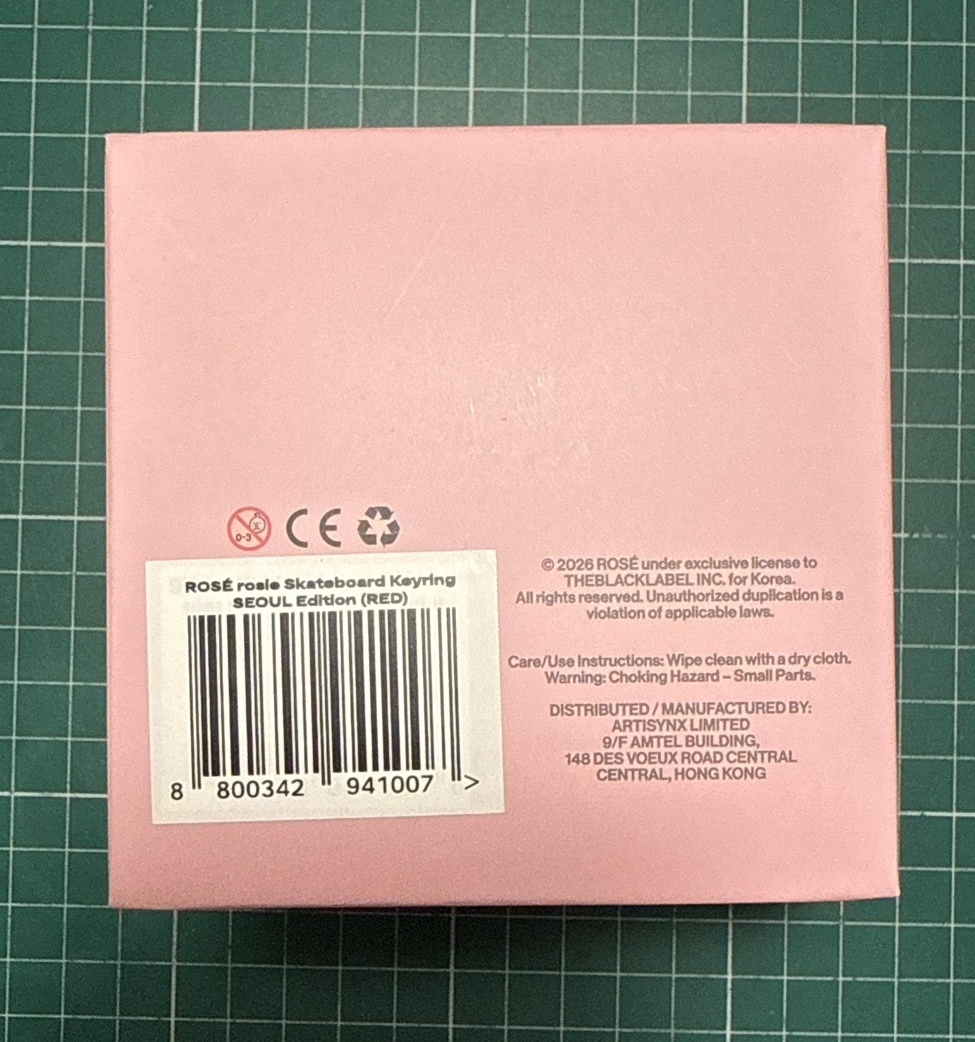 0-3
CE
ROSÉ rosie Skateboard Keyring
SEOUL Edition (RED)
8 800342 941007 >
© 2026 ROSÉ under exclusive license to
THEBLACKLABEL INC. for Korea.
All rights reserved. Unauthorized duplication is a
violation of applicable laws.
Care/Use Instructions: Wipe clean with a dry cloth.
Warning: Choking Hazard – Small Parts.
DISTRIBUTED / MANUFACTURED BY:
ARTISYNX LIMITED
9/F AMTEL BUILDING,
148 DES VOEUX ROAD CENTRAL
CENTRAL, HONG KONG